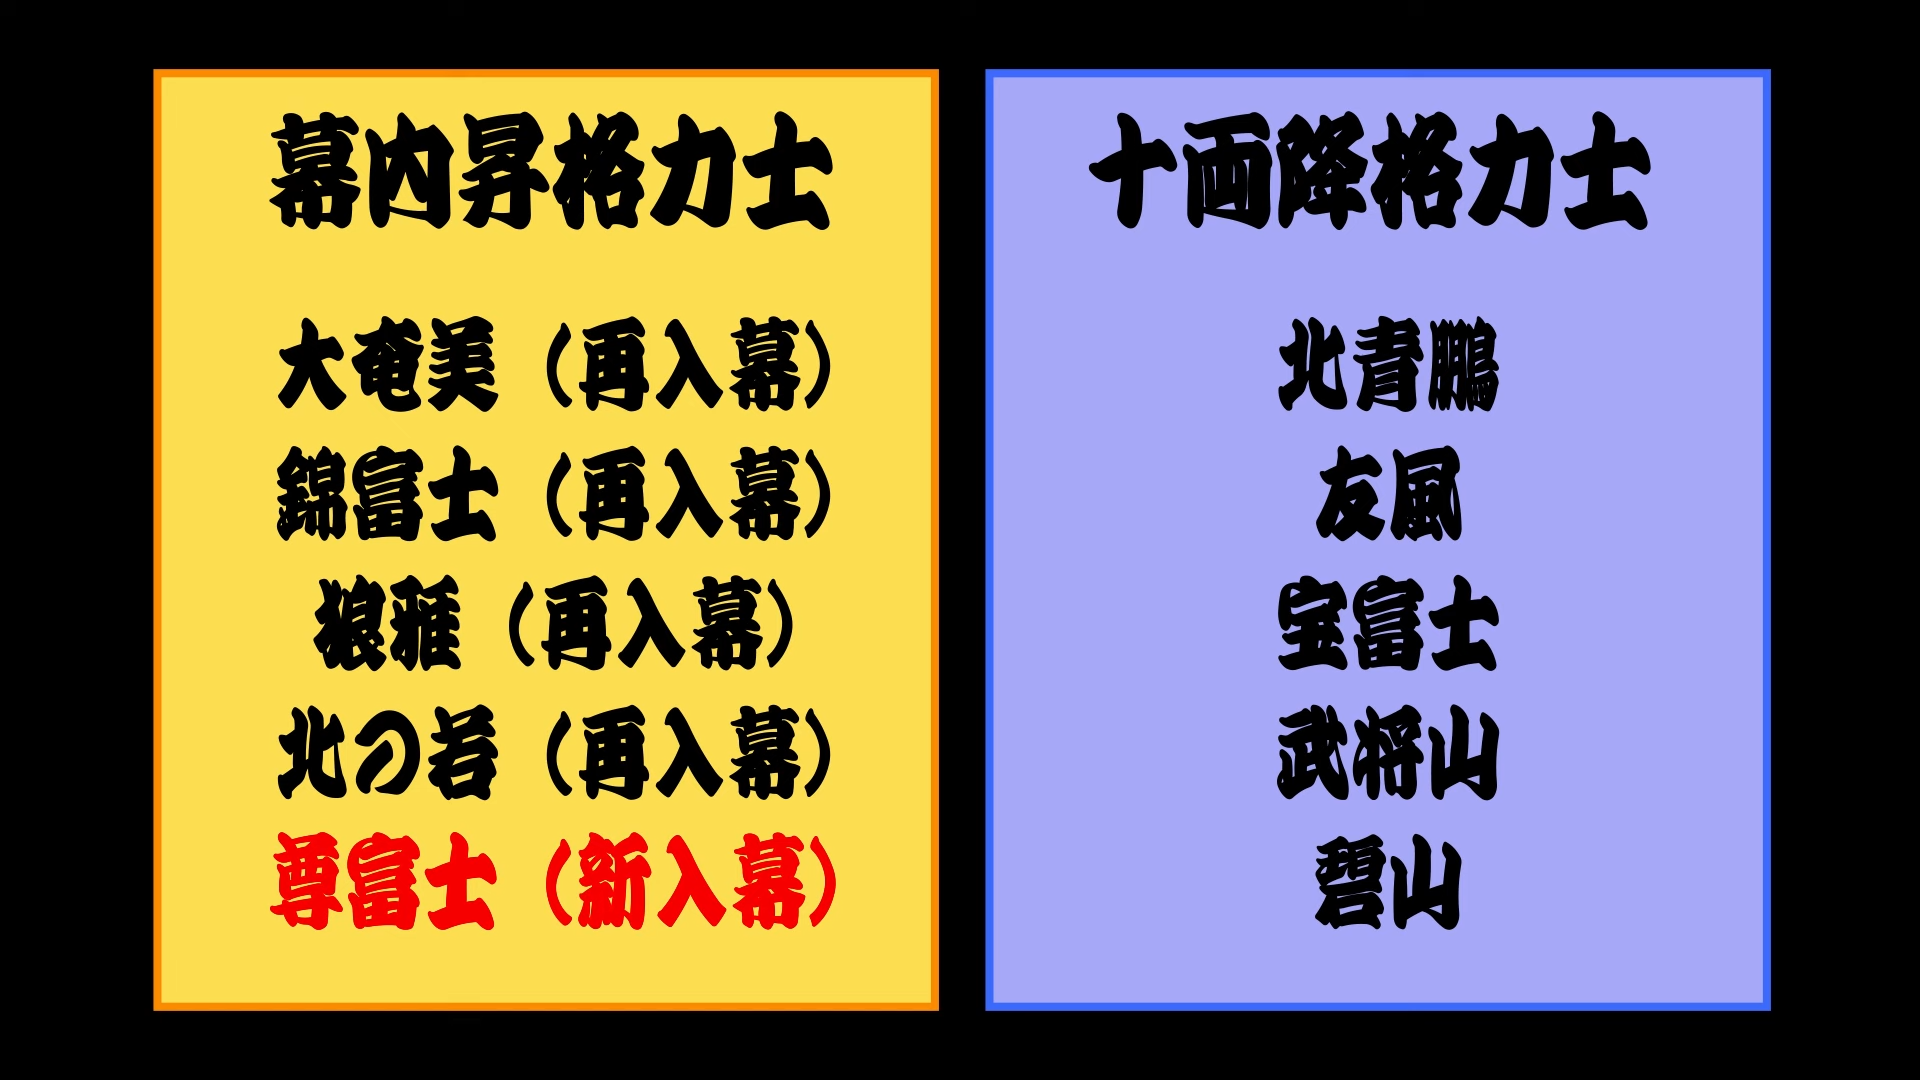 幕内昇格力士
大奄美（再入幕）
錦富士（再入幕）
狼雅（再入幕）
北の若（再入幕）
尊富士（新入幕）
十両降格力士
北青鵬
友風
宝富士
武将山
碧山